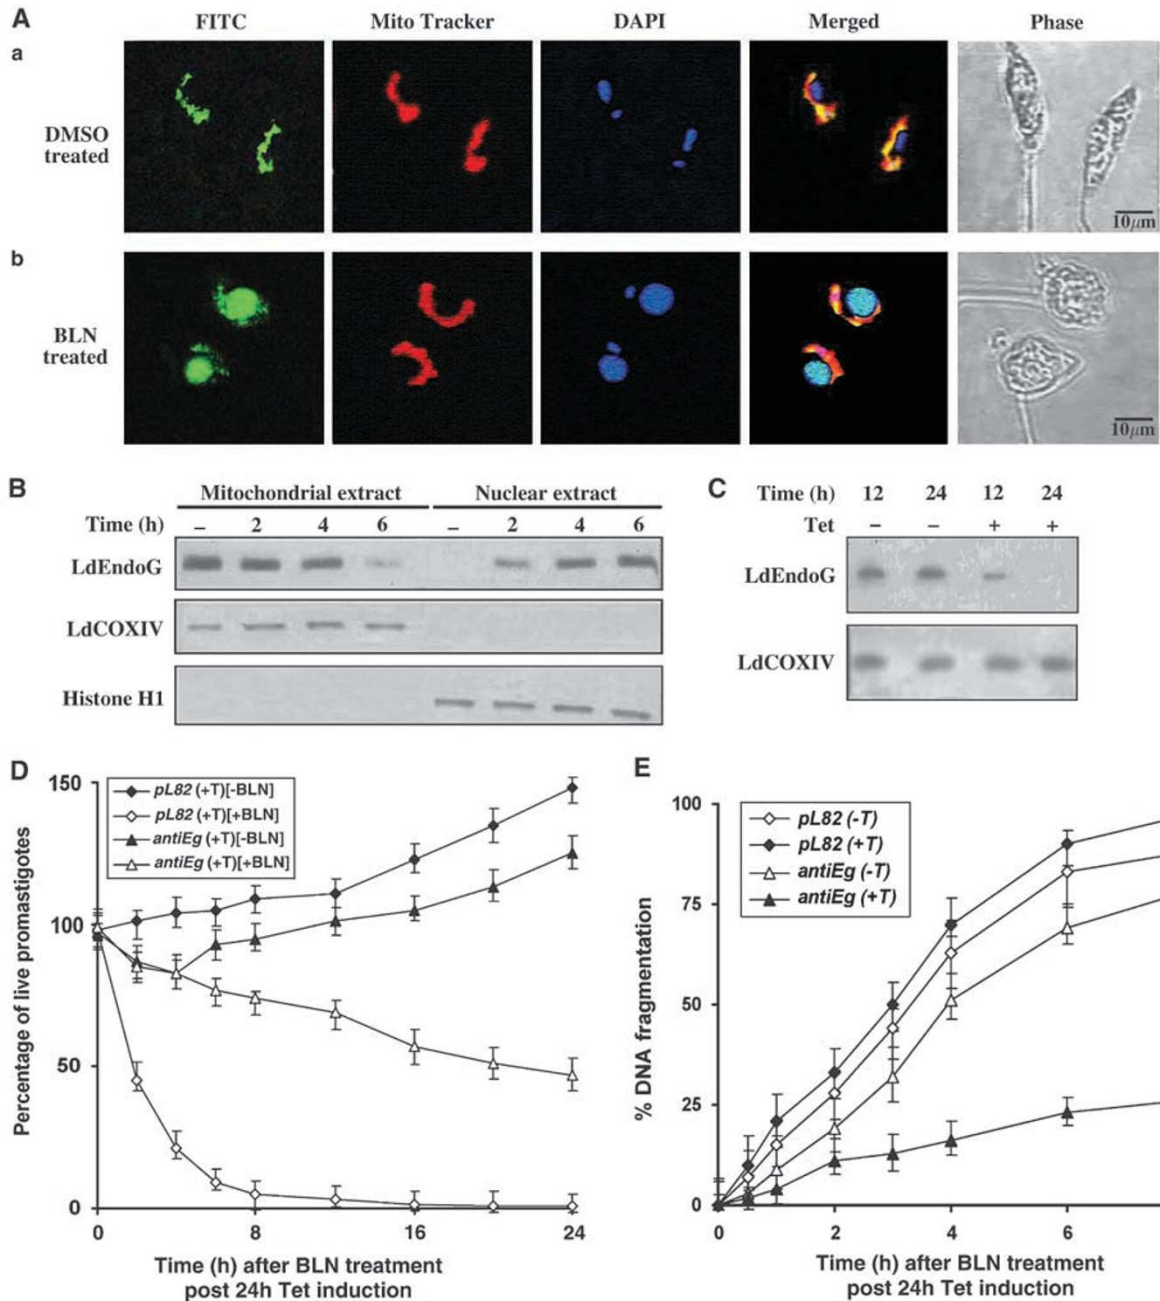 A
FITC Mito Tracker DAPI Merged Phase
a
DMSO
treated
10μm
b
BLN
treated
10μm
B
Mitochondrial extract Nuclear extract
Time (h) – 2 4 6 – 2 4 6
LdEndoG
LdCOXIV
Histone H1
C
Time (h) 12 24 12 24
Tet – – + +
LdEndoG
LdCOXIV
D
pL82 (+T)[-BLN]
pL82 (+T)[+BLN]
antiEg (+T)[-BLN]
antiEg (+T)[+BLN]
150
100
50
0
Percentage of live promastigotes
0 8 16 24
Time (h) after BLN treatment
post 24h Tet induction
E
pL82 (-T)
pL82 (+T)
antiEg (-T)
antiEg (+T)
100
75
50
25
0
% DNA fragmentation
0 2 4 6
Time (h) after BLN treatment
post 24h Tet induction